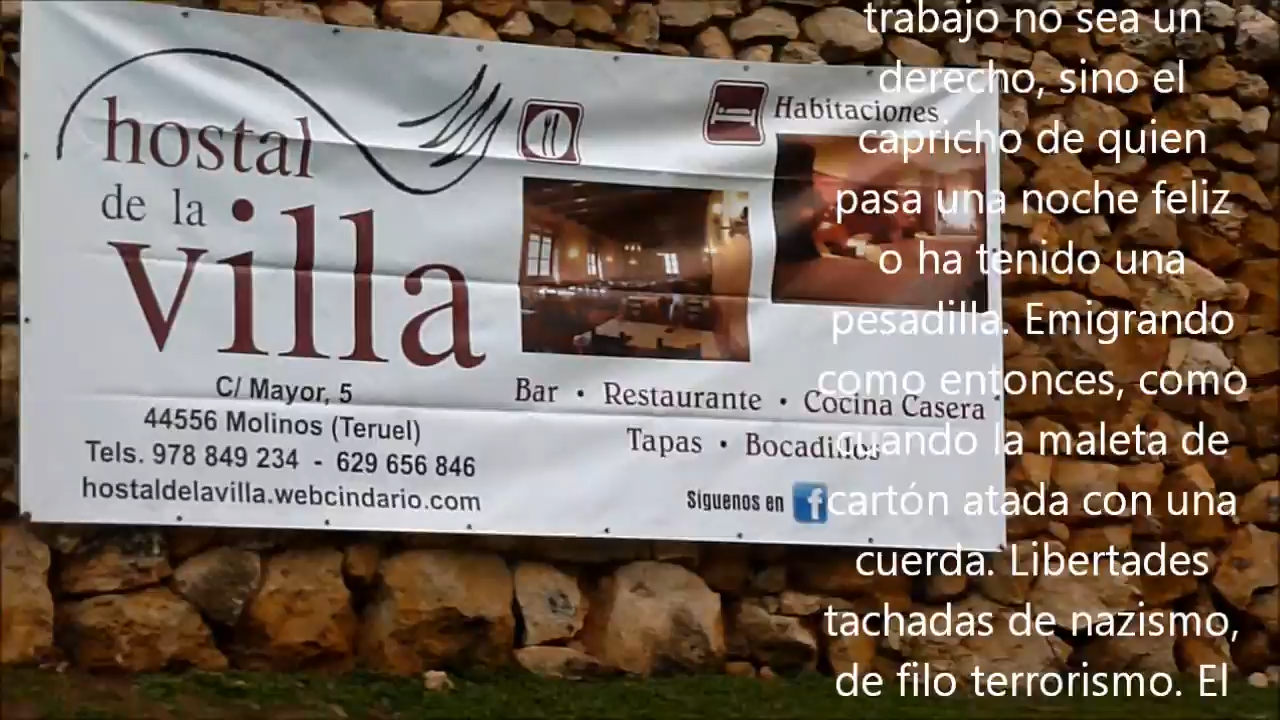 hostal
de la
villa
C/ Mayor, 5
44556 Molinos (Teruel)
Tels. 978 849 234 - 629 656 846
hostaldelavilla.webcindario.com
Habitaciones
Bar • Restaurante • Cocina Casera
Tapas • Bocadillos
Síguenos en f
trabajo no sea un
derecho, sino el
capricho de quien
pasa una noche feliz
o ha tenido una
pesadilla. Emigrando
como entonces, como
cuando la maleta de
cartón atada con una
cuerda. Libertades
tachadas de nazismo,
de filo terrorismo. El